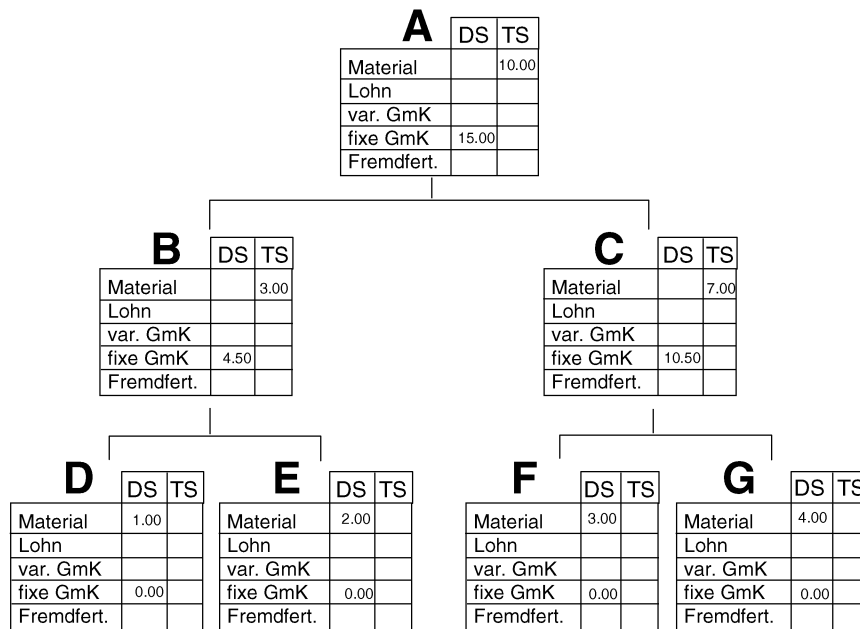 A DS TS
Material 10.00
Lohn
var. GmK
fixe GmK 15.00
Fremdfert.
B DS TS
Material 3.00
Lohn
var. GmK
fixe GmK 4.50
Fremdfert.
C DS TS
Material 7.00
Lohn
var. GmK
fixe GmK 10.50
Fremdfert.
D DS TS
Material 1.00
Lohn
var. GmK
fixe GmK 0.00
Fremdfert.
E DS TS
Material 2.00
Lohn
var. GmK
fixe GmK 0.00
Fremdfert.
F DS TS
Material 3.00
Lohn
var. GmK
fixe GmK 0.00
Fremdfert.
G DS TS
Material 4.00
Lohn
var. GmK
fixe GmK 0.00
Fremdfert.